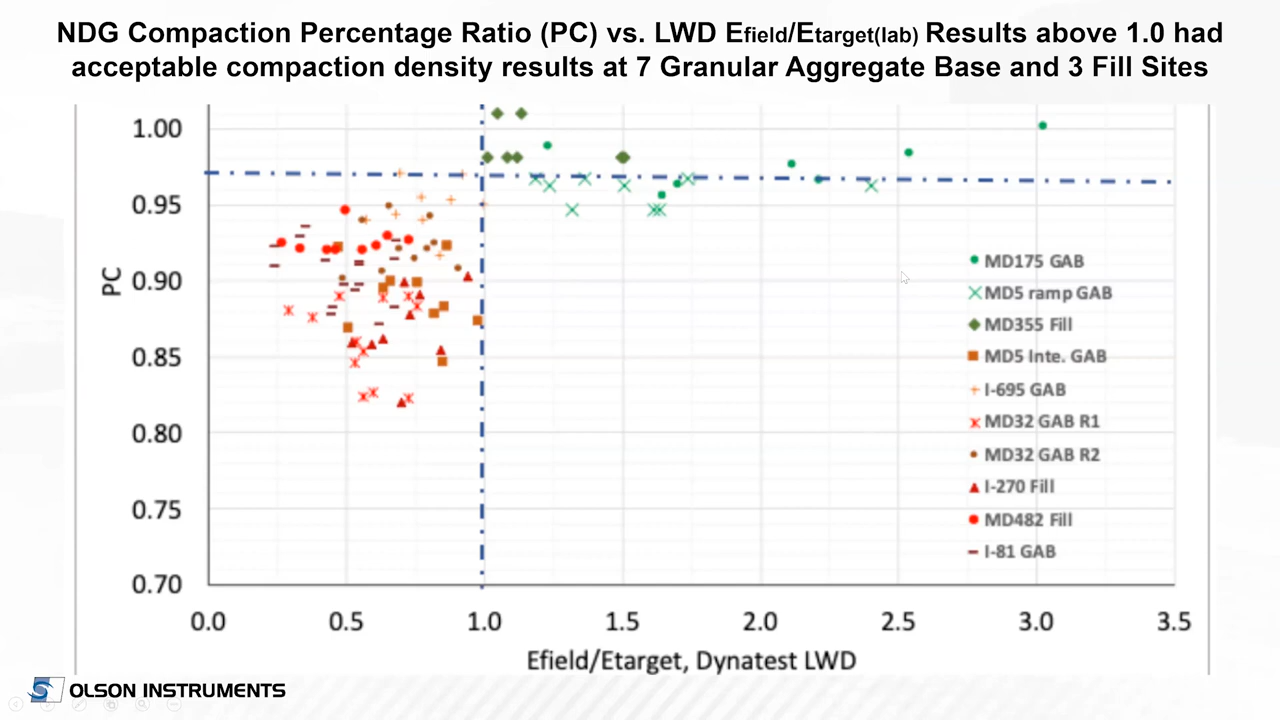 NDG Compaction Percentage Ratio (PC) vs. LWD Efield/Etarget(lab) Results above 1.0 had
acceptable compaction density results at 7 Granular Aggregate Base and 3 Fill Sites
1.00
0.95
0.90
0.85
0.80
0.75
0.70
PC
MD175 GAB
MD5 ramp GAB
MD355 Fill
MD5 Inte. GAB
I-695 GAB
MD32 GAB R1
MD32 GAB R2
I-270 Fill
MD482 Fill
I-81 GAB
0.0 0.5 1.0 1.5 2.0 2.5 3.0 3.5
Efield/Etarget, Dynatest LWD
OLSON INSTRUMENTS